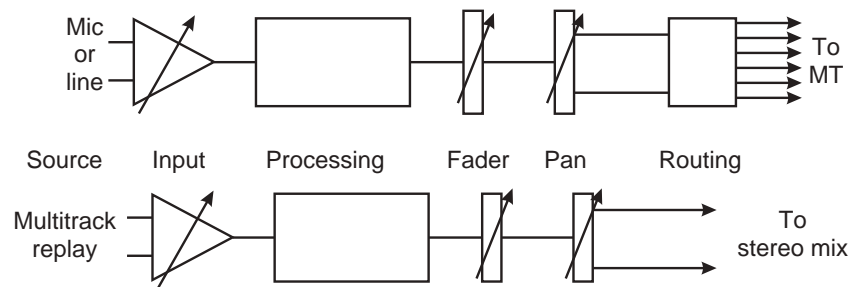 Mic
or
line
To
MT
Source Input Processing Fader Pan Routing
Multitrack
replay
To
stereo mix